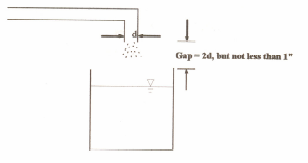 d
Gap = 2d, but not less than 1"